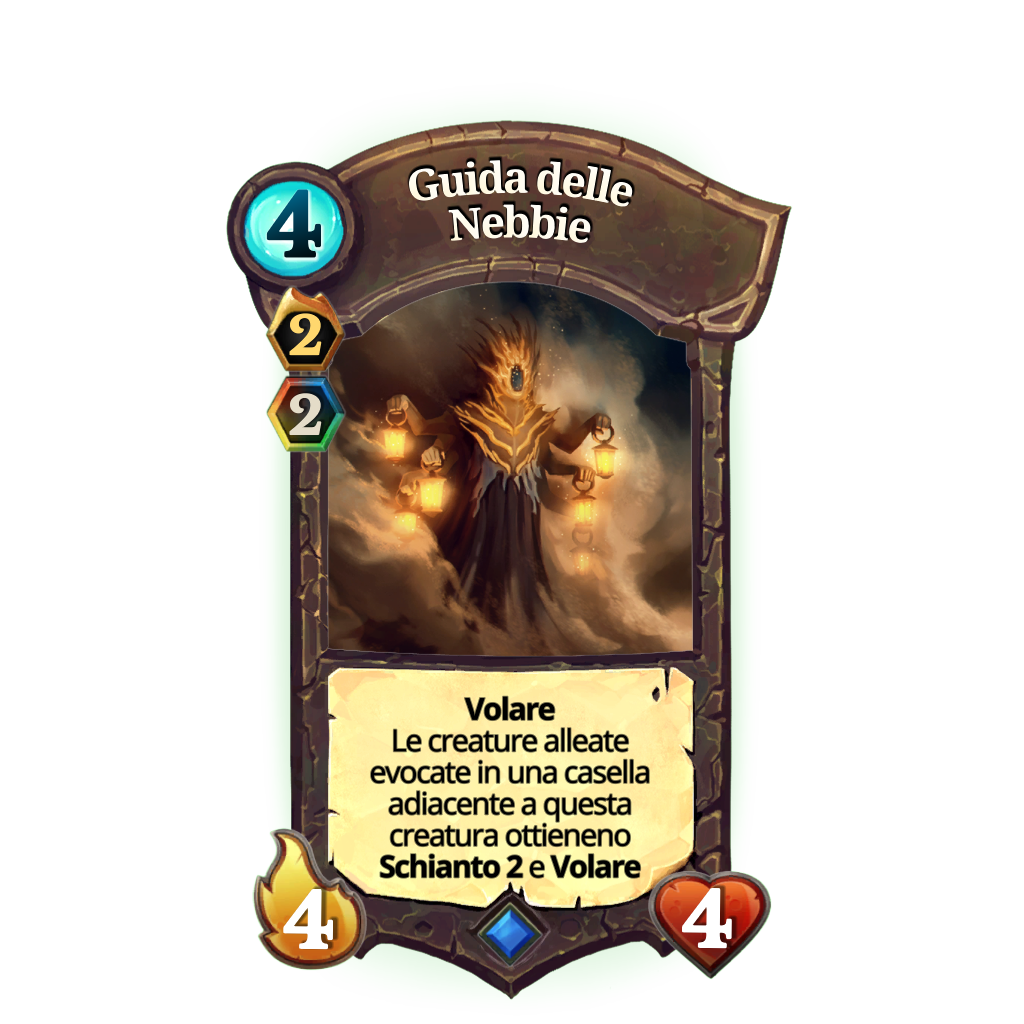 Guida delle
Nebbie
4
2
2
Volare
Le creature alleate
evocate in una casella
adiacente a questa
creatura ottieneno
Schianto 2 e Volare
4
4